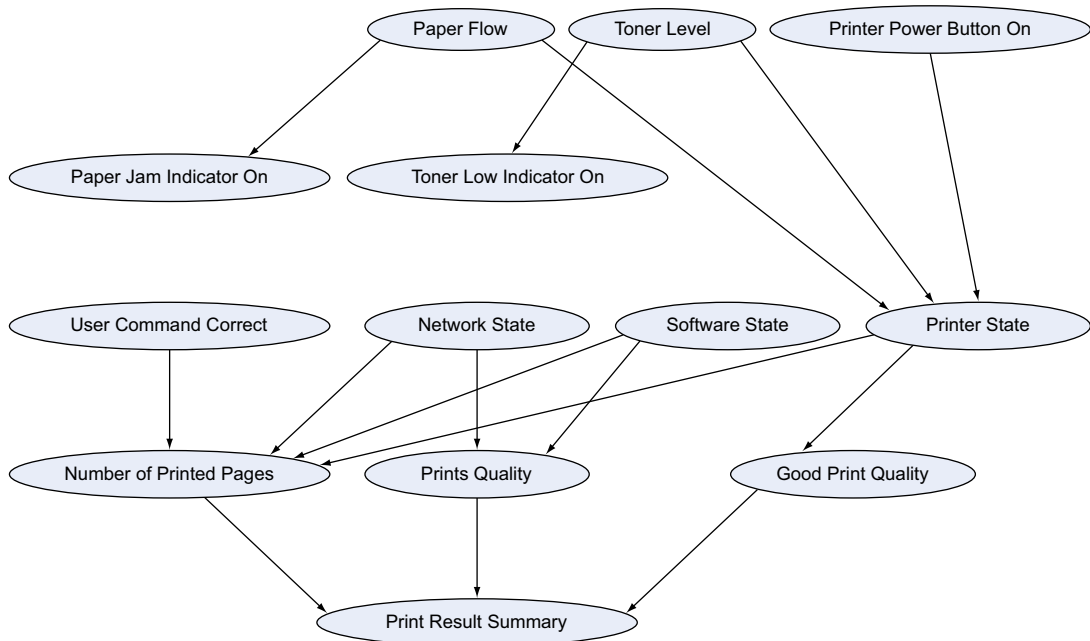 Paper Flow
Toner Level
Printer Power Button On
Paper Jam Indicator On
Toner Low Indicator On
User Command Correct
Network State
Software State
Printer State
Number of Printed Pages
Prints Quality
Good Print Quality
Print Result Summary